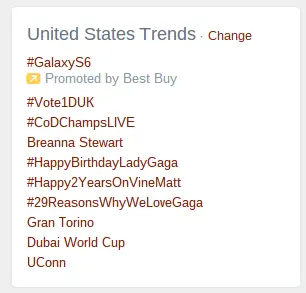 United States Trends · Change
#GalaxyS6
Promoted by Best Buy
#Vote1DUK
#CoDChampsLIVE
Breanna Stewart
#HappyBirthdayLadyGaga
#Happy2YearsOnVineMatt
#29ReasonsWhyWeLoveGaga
Gran Torino
Dubai World Cup
UConn